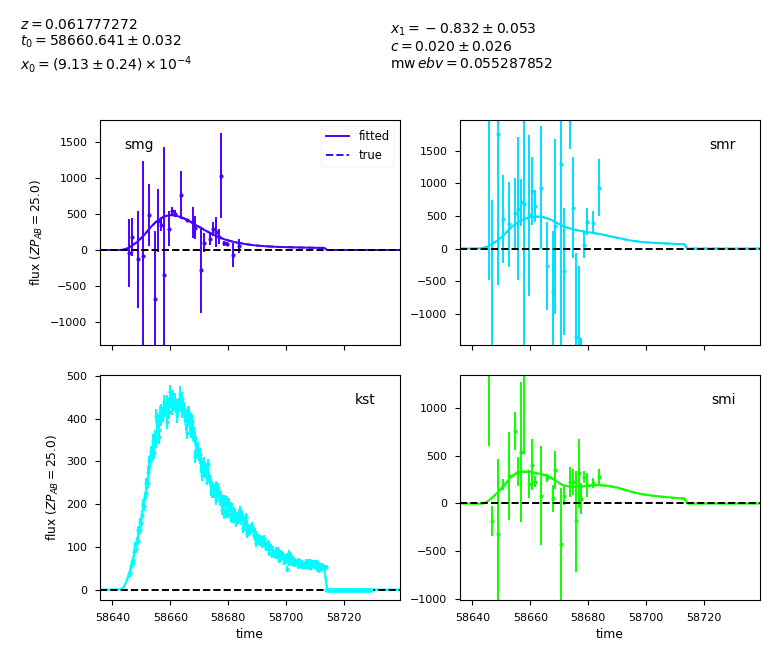 z = 0.061777272
t0 = 58660.641 ± 0.032
x0 = (9.13 ± 0.24) × 10^−4
x1 = −0.832 ± 0.053
c = 0.020 ± 0.026
mw ebv = 0.055287852
smg
fitted
true
1500
1000
500
0
−500
−1000
flux (ZP_AB = 25.0)
smr
1500
1000
500
0
−500
−1000
kst
500
400
300
200
100
0
flux (ZP_AB = 25.0)
58640 58660 58680 58700 58720
time
smi
1000
500
0
−500
−1000
58640 58660 58680 58700 58720
time